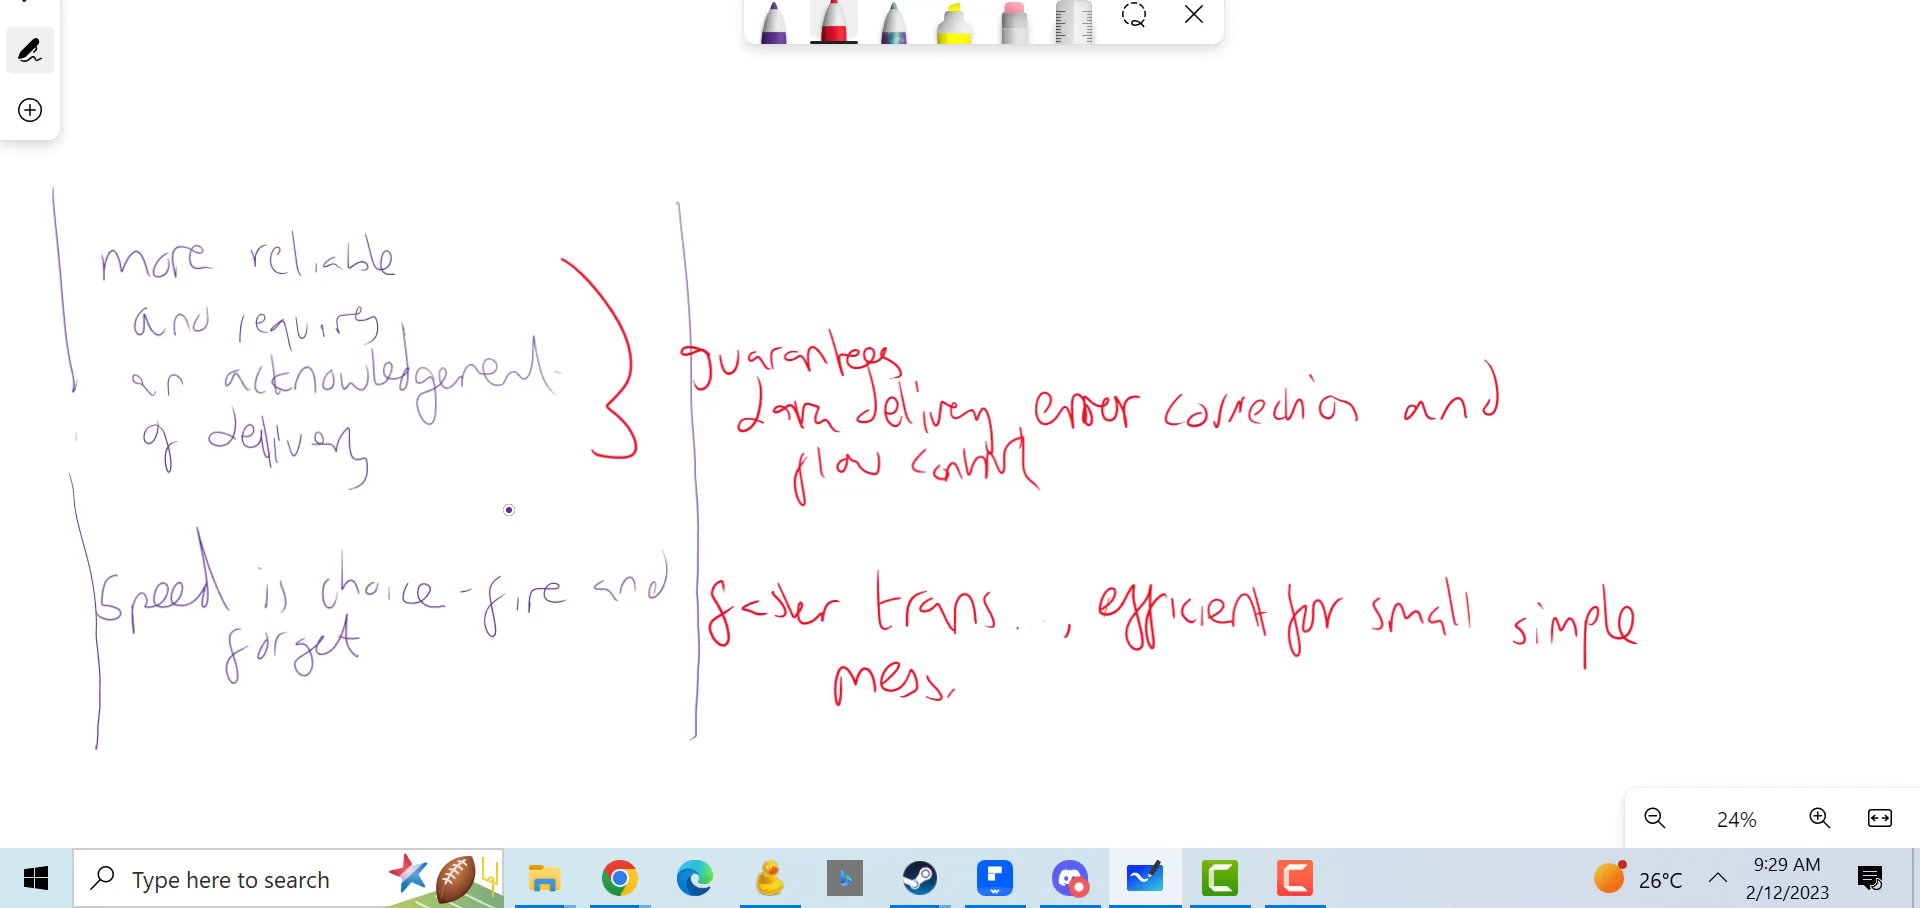 more reliable
and requires
an acknowledgement
of delivery
guarantees
data delivery, error correction and
flow control
speed is choice - fire and
forget
faster trans..., efficient for small simple
mess.
24%
Type here to search
26°C
9:29 AM
2/12/2023